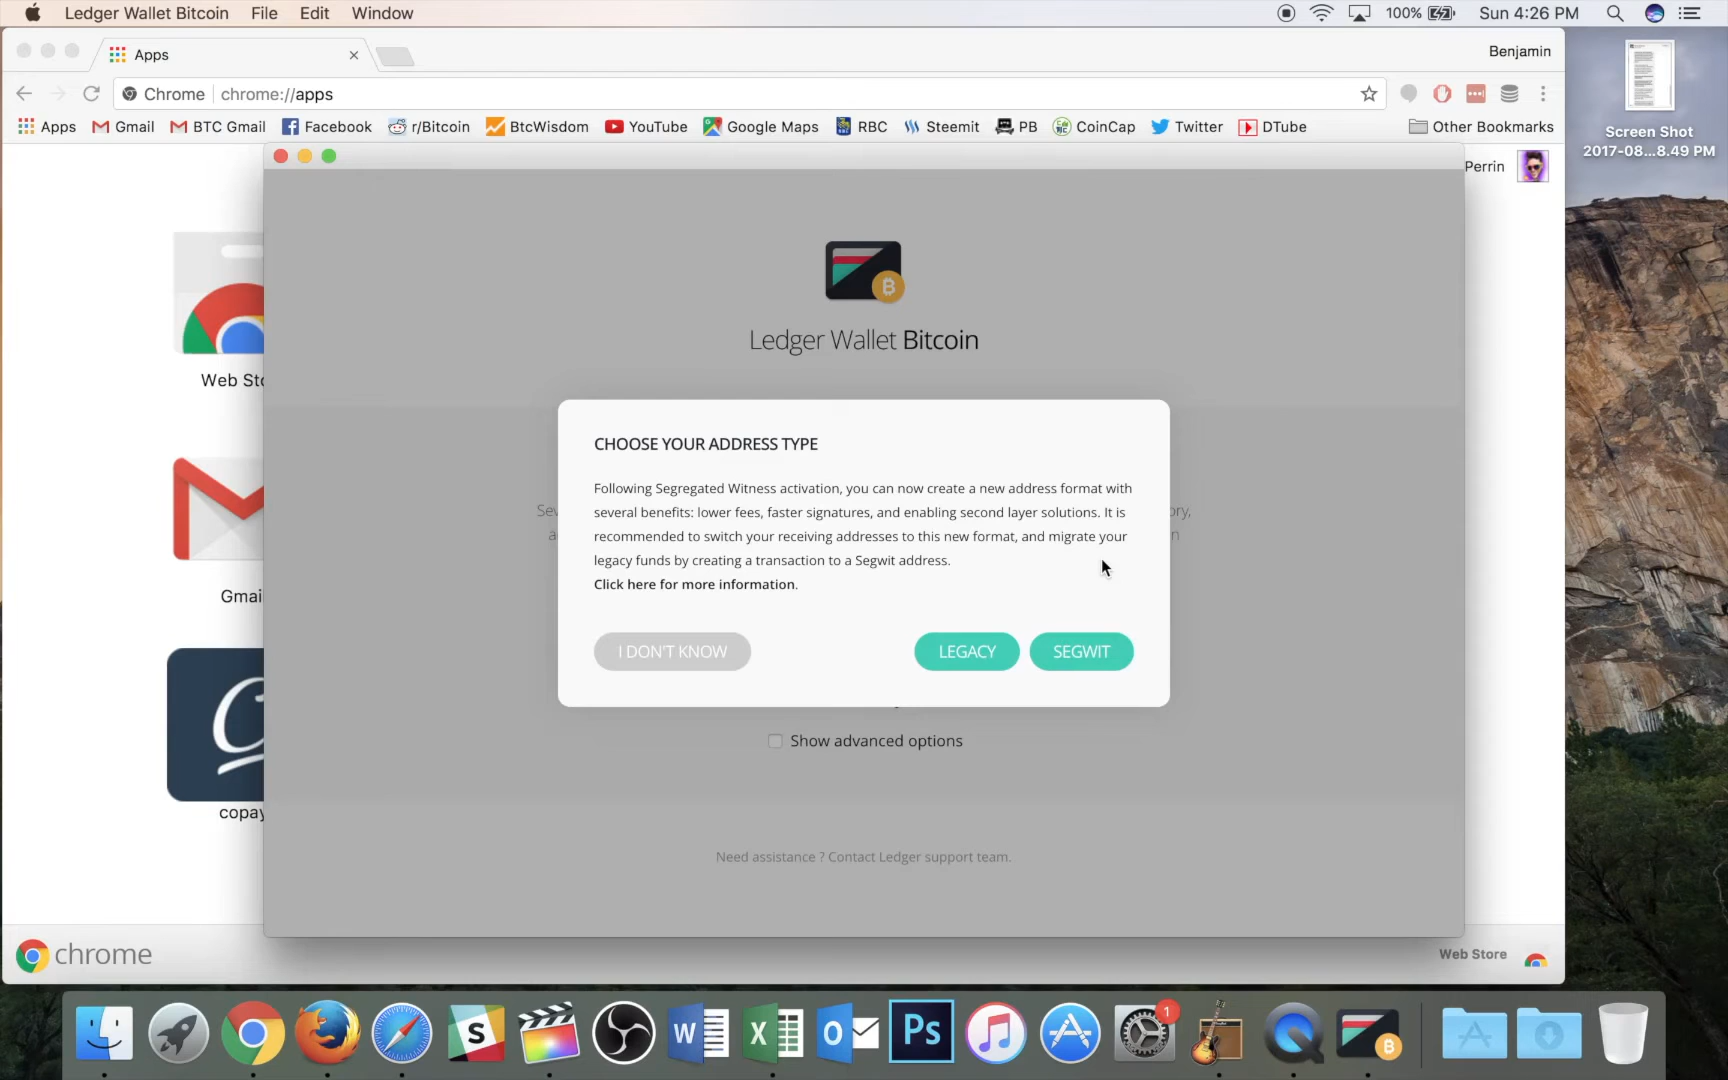 Ledger Wallet Bitcoin File Edit Window 100% Sun 4:26 PM
Apps Benjamin
Chrome chrome://apps
Apps Gmail BTC Gmail Facebook r/Bitcoin BtcWisdom YouTube Google Maps RBC Steemit PB CoinCap Twitter DTube Other Bookmarks
Screen Shot
2017-08...8.49 PM
Perrin
Ledger Wallet Bitcoin
Web Sto
CHOOSE YOUR ADDRESS TYPE
Following Segregated Witness activation, you can now create a new address format with
several benefits: lower fees, faster signatures, and enabling second layer solutions. It is
recommended to switch your receiving addresses to this new format, and migrate your
legacy funds by creating a transaction to a Segwit address.
Click here for more information.
Gmai
I DON'T KNOW LEGACY SEGWIT
Show advanced options
copay
Need assistance ? Contact Ledger support team.
chrome Web Store
S W X O Ps 1